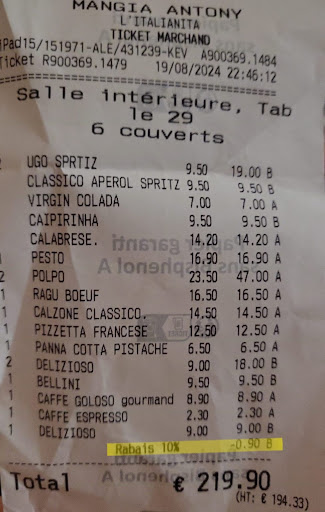 MANGIA ANTONY
L'ITALIANITA
TICKET MARCHAND
iPad15/151971-ALE/431239-KEV A900369.1484
Ticket R900369.1479 19/08/2024 22:46:12
Salle intérieure, Tab
le 29
6 couverts
2 UGO SPRTIZ 9.50 19.00 B
CLASSICO APEROL SPRITZ 9.50 9.50 B
VIRGIN COLADA 7.00 7.00 A
CAIPIRINHA 9.50 9.50 B
CALABRESE. 14.20 14.20 A
1 PESTO 16.90 16.90 A
2 POLPO 23.50 47.00 A
1 RAGU BOEUF 16.50 16.50 A
1 CALZONE CLASSICO. 14.50 14.50 A
1 PIZZETTA FRANCESE 12.50 12.50 A
1 PANNA COTTA PISTACHE 6.50 6.50 A
2 DELIZIOSO 9.00 18.00 B
1 BELLINI 9.50 9.50 B
1 CAFFE GOLOSO gourmand 8.90 8.90 A
1 CAFFE ESPRESSO 2.30 2.30 A
1 DELIZIOSO 9.00 9.00 B
Rabais 10% -0.90 B
Total € 219.90
(HT: € 194.33)